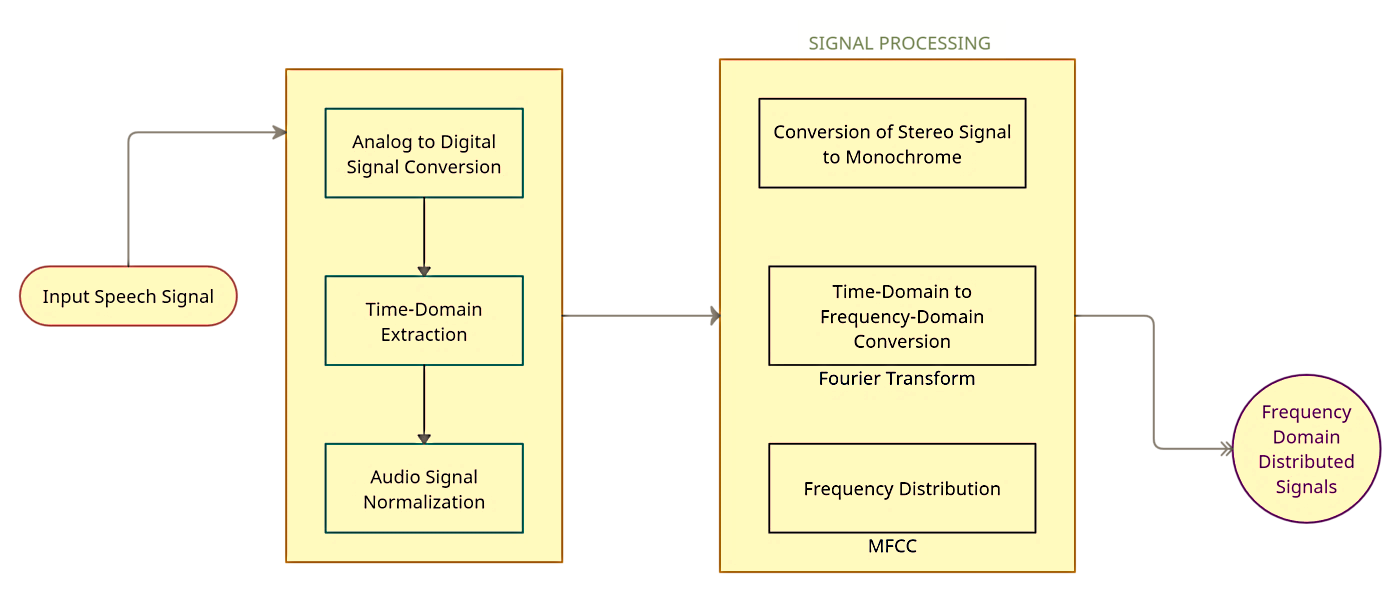 Input Speech Signal
Analog to Digital
Signal Conversion
Time-Domain
Extraction
Audio Signal
Normalization
SIGNAL PROCESSING
Conversion of Stereo Signal
to Monochrome
Time-Domain to
Frequency-Domain
Conversion
Fourier Transform
Frequency Distribution
MFCC
Frequency
Domain
Distributed
Signals